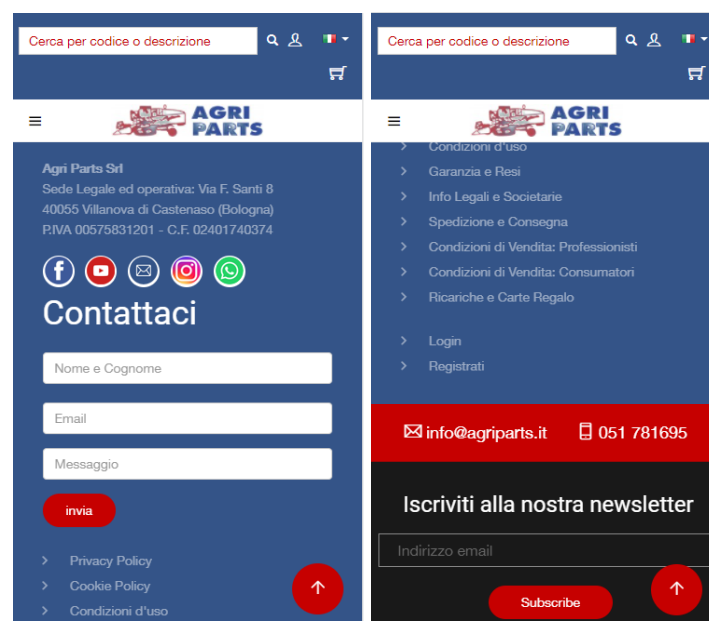 Cerca per codice o descrizione
AGRI
PARTS
Agri Parts Srl
Sede Legale ed operativa: Via F. Santi 8
40055 Villanova di Castenaso (Bologna)
P.IVA 00575831201 - C.F. 02401740374
Contattaci
Nome e Cognome
Email
Messaggio
invia
Privacy Policy
Cookie Policy
Condizioni d'uso
Cerca per codice o descrizione
AGRI
PARTS
Condizioni d'uso
Garanzia e Resi
Info Legali e Societarie
Spedizione e Consegna
Condizioni di Vendita: Professionisti
Condizioni di Vendita: Consumatori
Ricariche e Carte Regalo
Login
Registrati
info@agriparts.it 051 781695
Iscriviti alla nostra newsletter
Indirizzo email
Subscribe